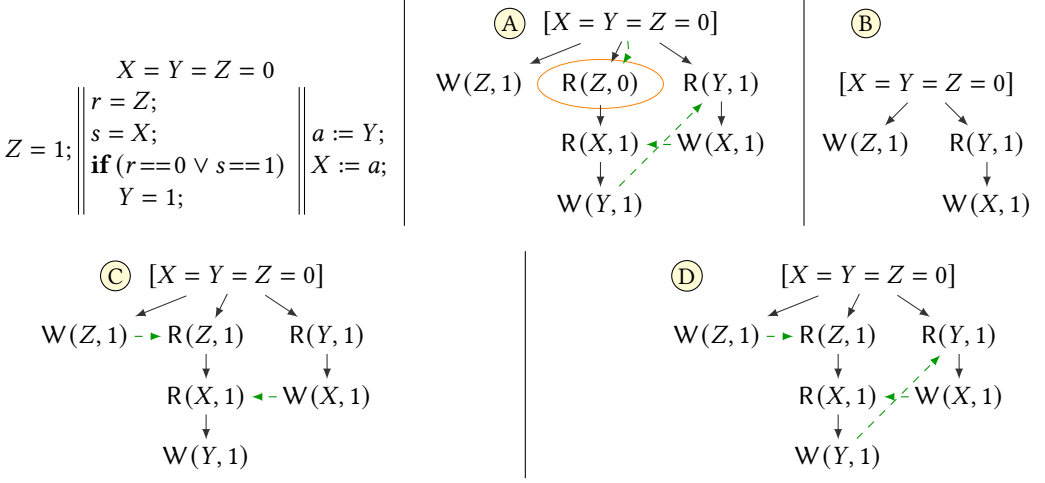 X = Y = Z = 0
Z = 1;
r = Z;
s = X;
if (r==0 ∨ s==1)
Y = 1;
a := Y;
X := a;
A [X = Y = Z = 0]
W(Z, 1) R(Z, 0) R(Y, 1)
R(X, 1) W(X, 1)
W(Y, 1)
B
[X = Y = Z = 0]
W(Z, 1) R(Y, 1)
W(X, 1)
C [X = Y = Z = 0]
W(Z, 1) R(Z, 1) R(Y, 1)
R(X, 1) W(X, 1)
W(Y, 1)
D [X = Y = Z = 0]
W(Z, 1) R(Z, 1) R(Y, 1)
R(X, 1) W(X, 1)
W(Y, 1)